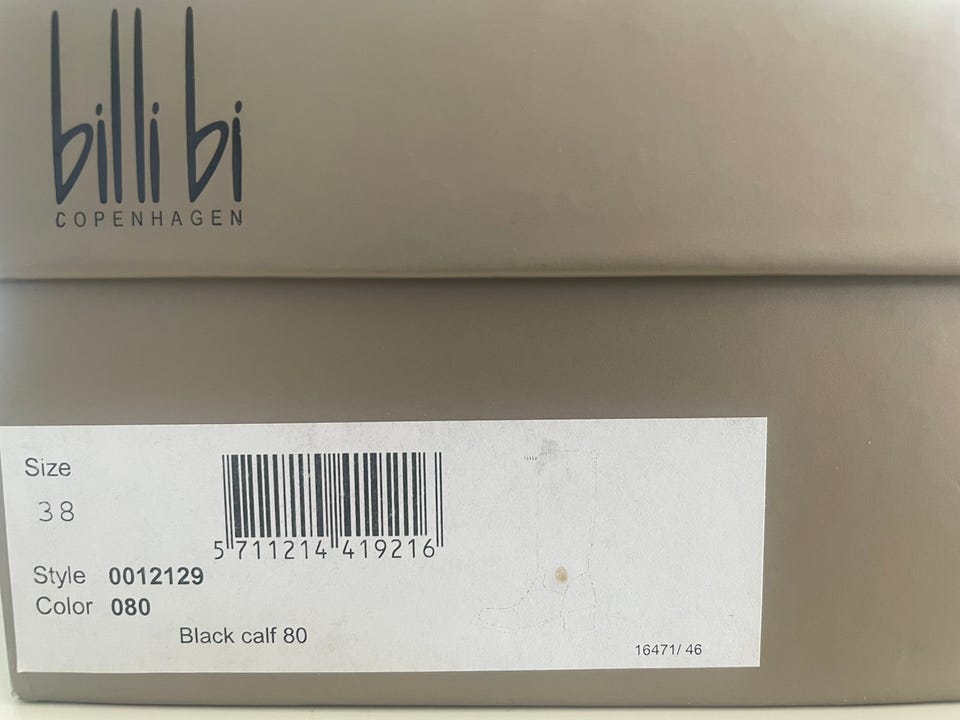 billi bi
COPENHAGEN
Size
38
5 711214 419216
Style 0012129
Color 080
Black calf 80
16471/ 46